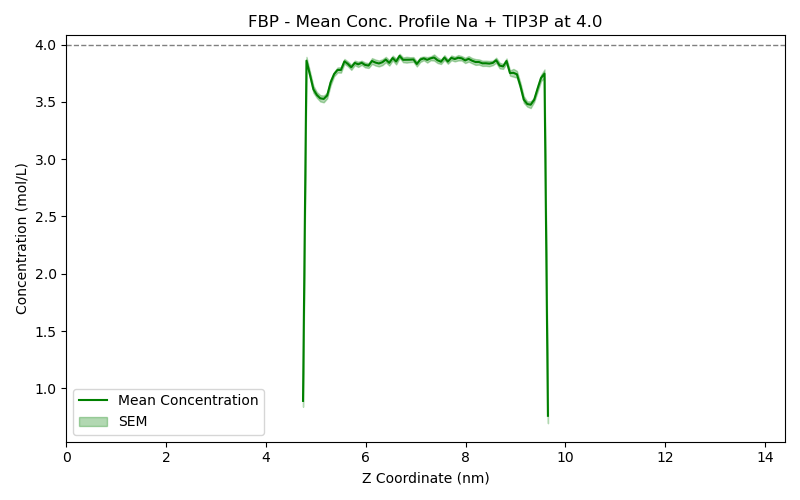 FBP - Mean Conc. Profile Na + TIP3P at 4.0
Concentration (mol/L)
4.0
3.5
3.0
2.5
2.0
1.5
1.0
Mean Concentration
SEM
0 2 4 6 8 10 12 14
Z Coordinate (nm)